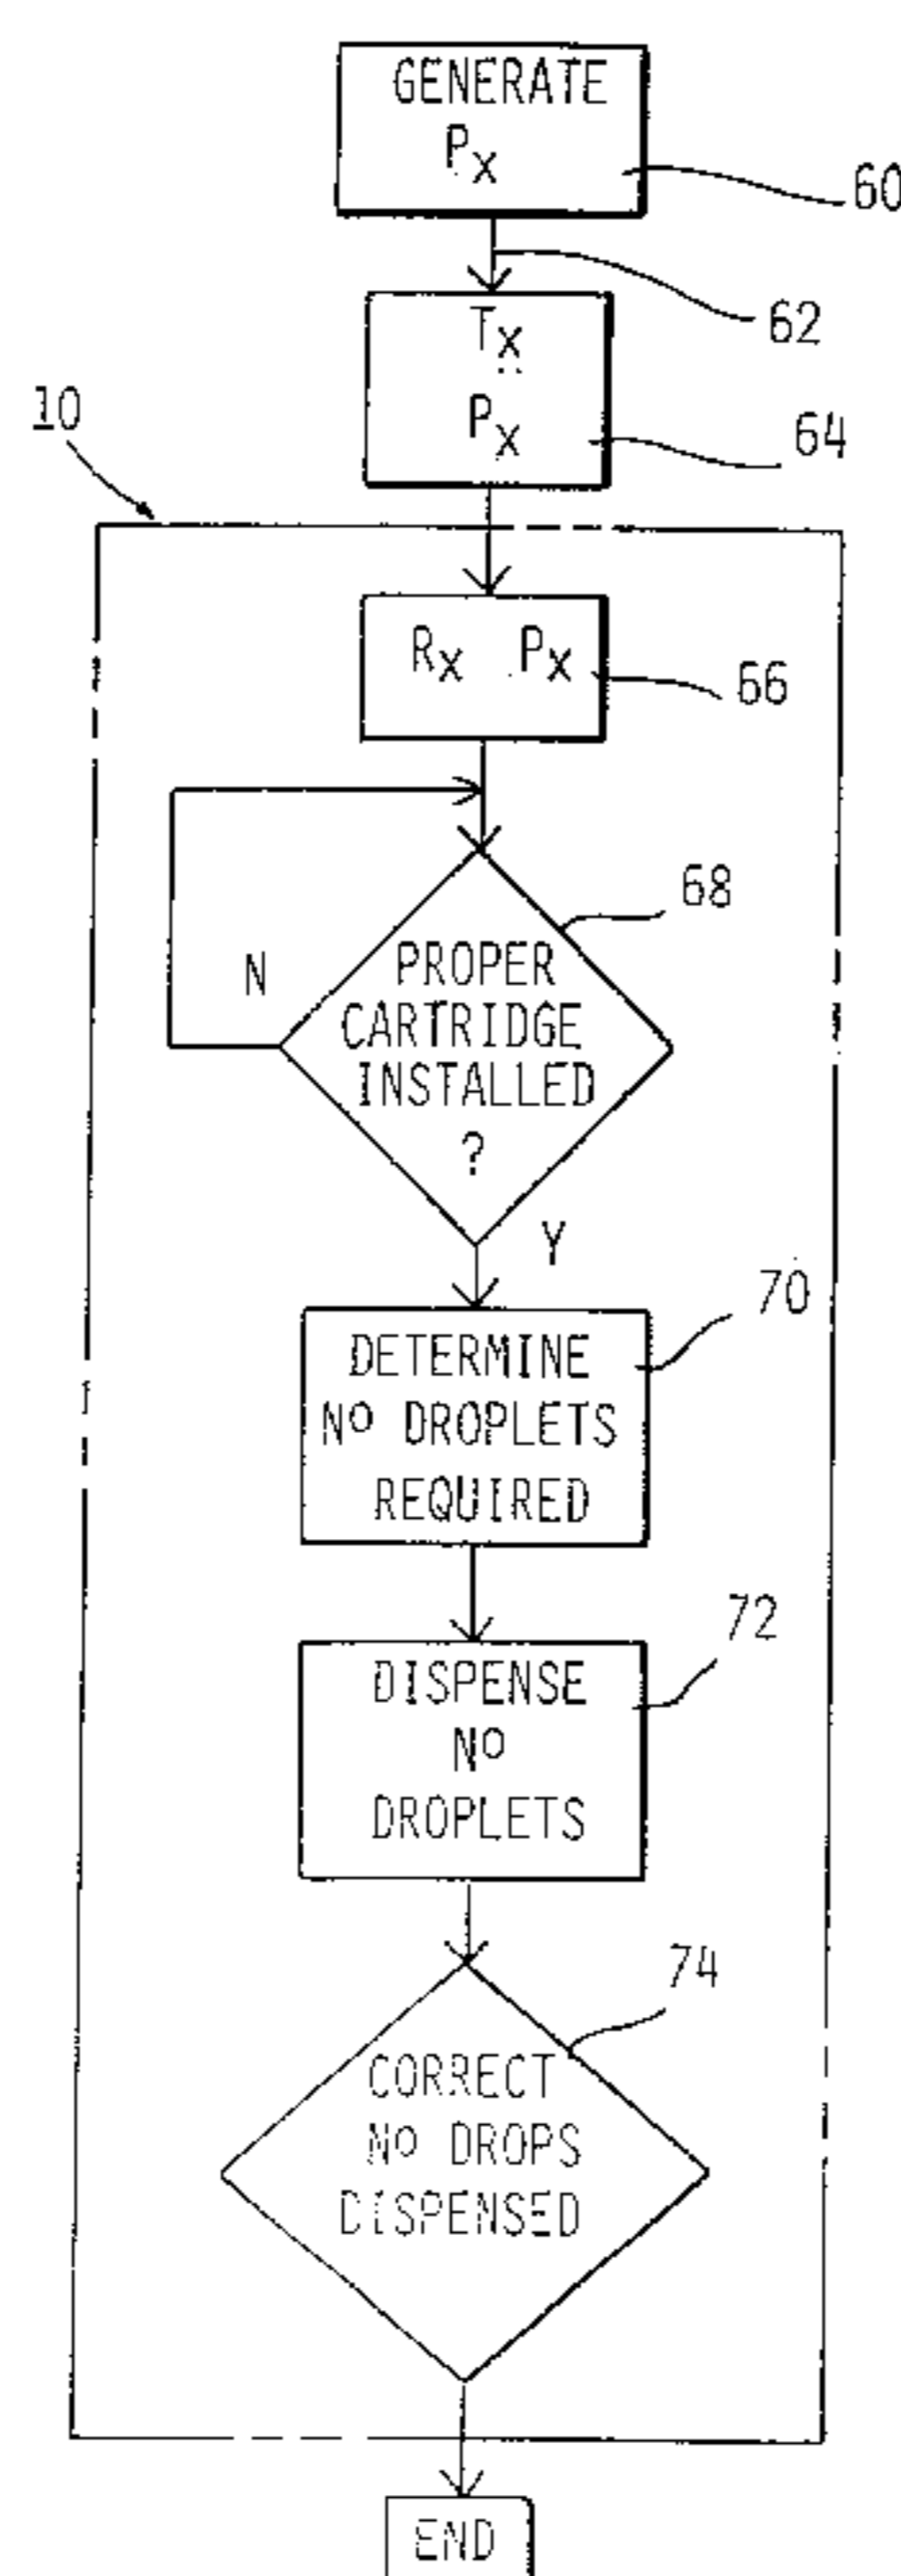 GENERATE
Px
60
62
Tx
Px
64
10
Rx Px
66
68
N
PROPER
CARTRIDGE
INSTALLED
?
Y
70
DETERMINE
Nº DROPLETS
REQUIRED
72
DISPENSE
Nº
DROPLETS
74
CORRECT
Nº DROPS
DISPENSED
END